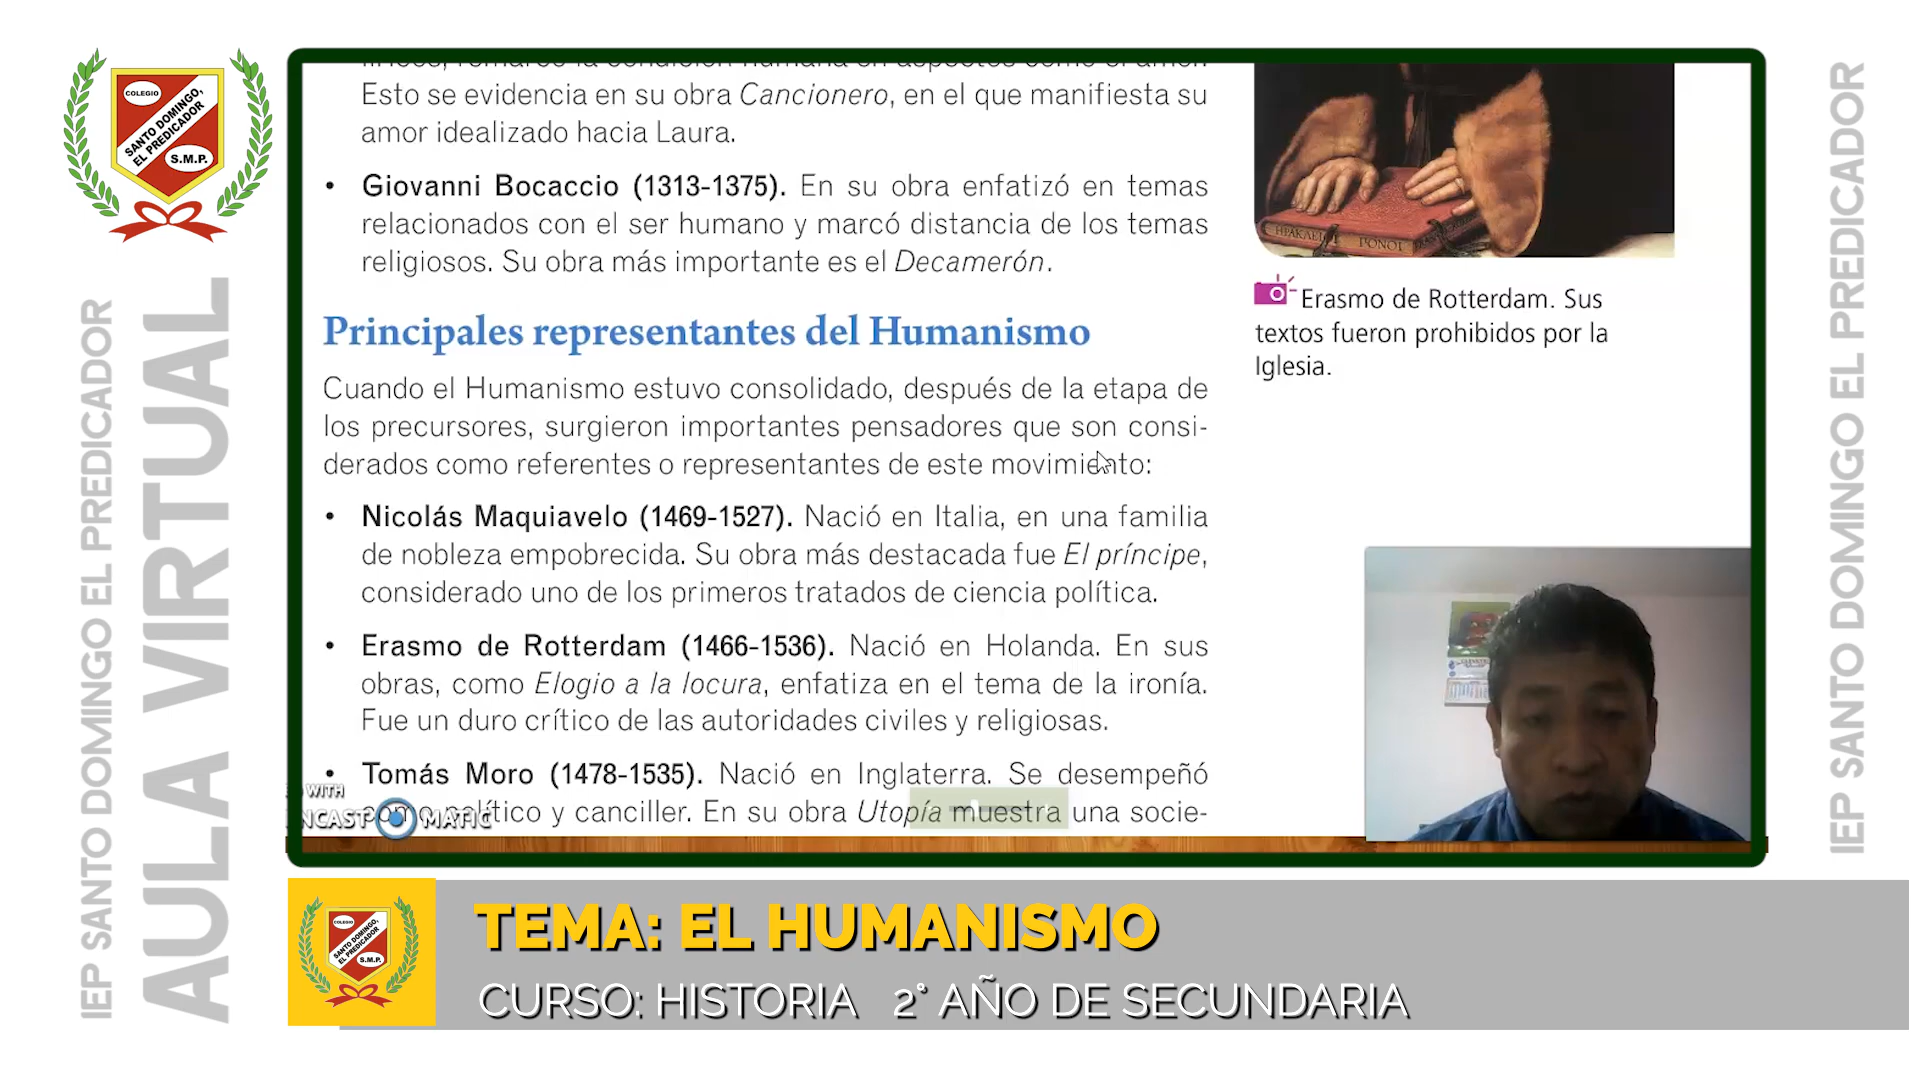 COLEGIO
SANTO DOMINGO,
EL PREDICADOR
S.M.P.
IEP SANTO DOMINGO EL PREDICADOR
AULA VIRTUAL
Esto se evidencia en su obra Cancionero, en el que manifiesta su
amor idealizado hacia Laura.
• Giovanni Bocaccio (1313-1375). En su obra enfatizó en temas
relacionados con el ser humano y marcó distancia de los temas
religiosos. Su obra más importante es el Decamerón.
Principales representantes del Humanismo
Cuando el Humanismo estuvo consolidado, después de la etapa de
los precursores, surgieron importantes pensadores que son consi-
derados como referentes o representantes de este movimiento:
• Nicolás Maquiavelo (1469-1527). Nació en Italia, en una familia
de nobleza empobrecida. Su obra más destacada fue El príncipe,
considerado uno de los primeros tratados de ciencia política.
• Erasmo de Rotterdam (1466-1536). Nació en Holanda. En sus
obras, como Elogio a la locura, enfatiza en el tema de la ironía.
Fue un duro crítico de las autoridades civiles y religiosas.
• Tomás Moro (1478-1535). Nació en Inglaterra. Se desempeñó
como político y canciller. En su obra Utopía muestra una socie-
WITH
NCAST MATIC
Erasmo de Rotterdam. Sus
textos fueron prohibidos por la
Iglesia.
IEP SANTO DOMINGO EL PREDICADOR
COLEGIO
SANTO DOMINGO,
EL PREDICADOR
S.M.P.
TEMA: EL HUMANISMO
CURSO: HISTORIA 2° AÑO DE SECUNDARIA